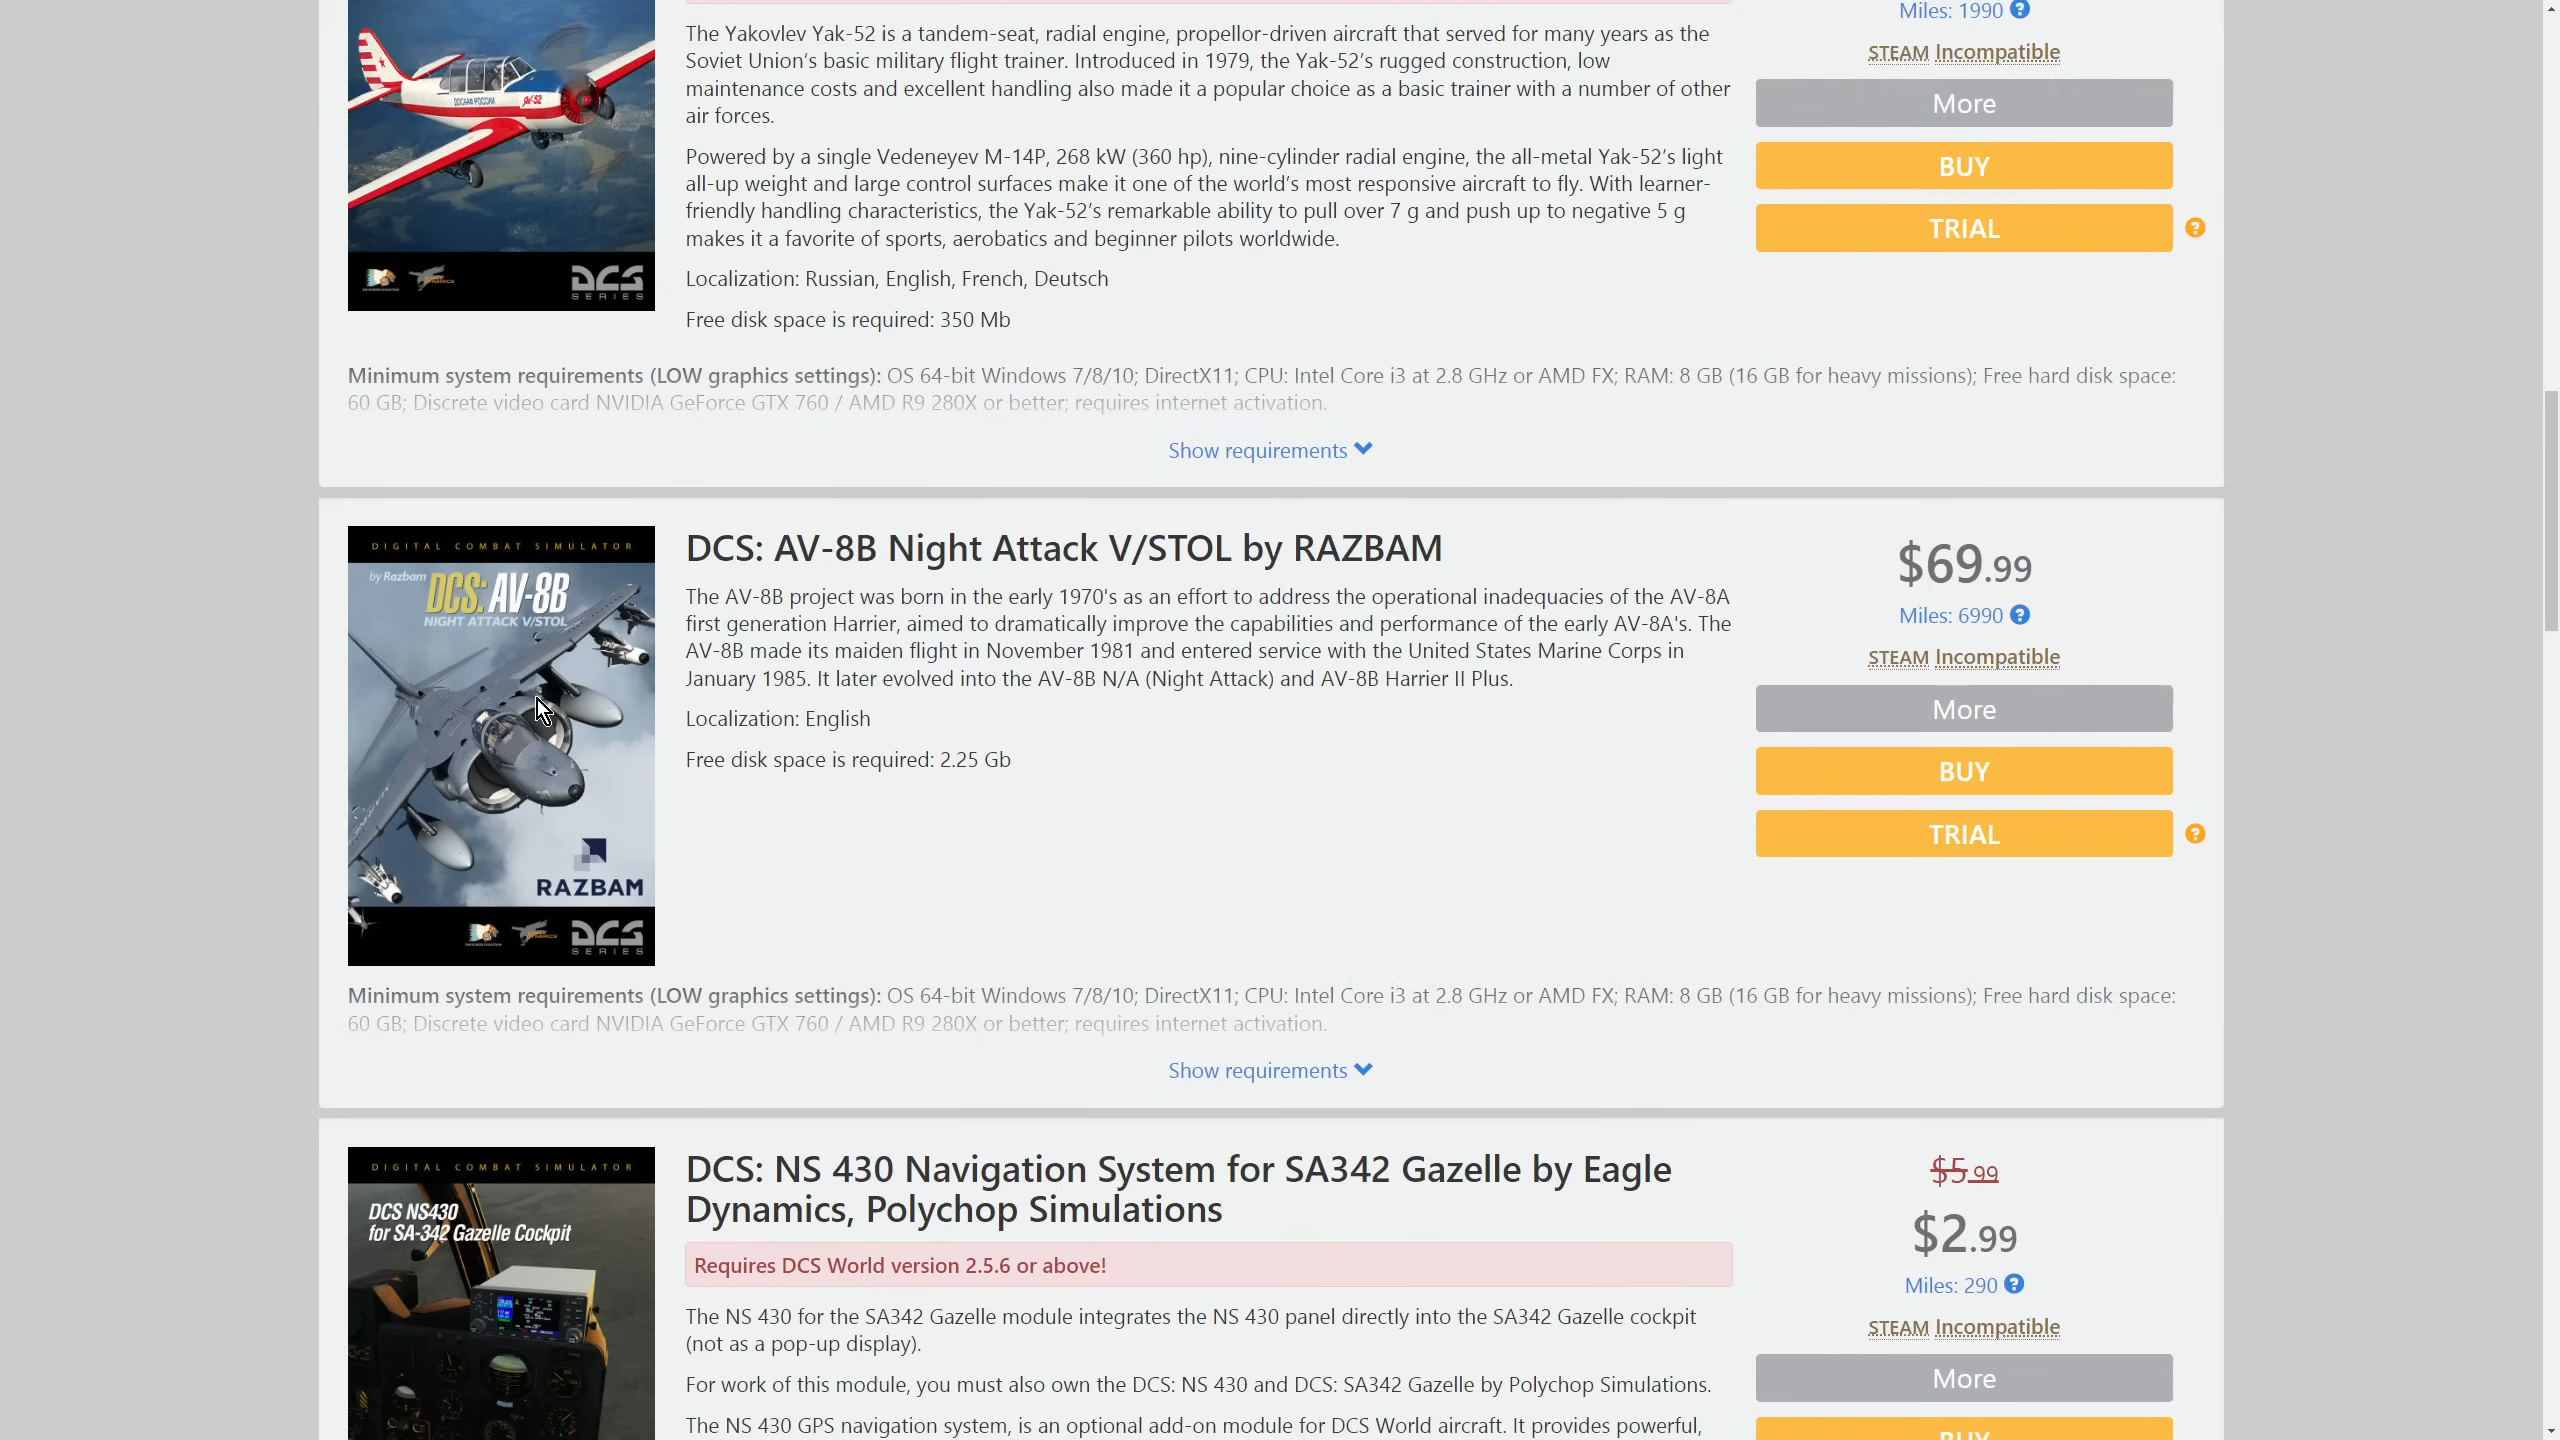 Miles: 1990
The Yakovlev Yak-52 is a tandem-seat, radial engine, propellor-driven aircraft that served for many years as the
Soviet Union's basic military flight trainer. Introduced in 1979, the Yak-52's rugged construction, low
maintenance costs and excellent handling also made it a popular choice as a basic trainer with a number of other
air forces.
STEAM Incompatible
More
BUY
TRIAL
Powered by a single Vedeneyev M-14P, 268 kW (360 hp), nine-cylinder radial engine, the all-metal Yak-52's light
all-up weight and large control surfaces make it one of the world's most responsive aircraft to fly. With learner-
friendly handling characteristics, the Yak-52's remarkable ability to pull over 7 g and push up to negative 5 g
makes it a favorite of sports, aerobatics and beginner pilots worldwide.
Localization: Russian, English, French, Deutsch
Free disk space is required: 350 Mb
ДОСААФ РОССИИ
Як-52
DCS
SERIES
Minimum system requirements (LOW graphics settings): OS 64-bit Windows 7/8/10; DirectX11; CPU: Intel Core i3 at 2.8 GHz or AMD FX; RAM: 8 GB (16 GB for heavy missions); Free hard disk space:
60 GB; Discrete video card NVIDIA GeForce GTX 760 / AMD R9 280X or better; requires internet activation.
Show requirements
DIGITAL COMBAT SIMULATOR
by Razbam
DCS: AV-8B
NIGHT ATTACK V/STOL
RAZBAM
DCS
SERIES
DCS: AV-8B Night Attack V/STOL by RAZBAM
The AV-8B project was born in the early 1970's as an effort to address the operational inadequacies of the AV-8A
first generation Harrier, aimed to dramatically improve the capabilities and performance of the early AV-8A's. The
AV-8B made its maiden flight in November 1981 and entered service with the United States Marine Corps in
January 1985. It later evolved into the AV-8B N/A (Night Attack) and AV-8B Harrier II Plus.
Localization: English
Free disk space is required: 2.25 Gb
$69.99
Miles: 6990
STEAM Incompatible
More
BUY
TRIAL
Minimum system requirements (LOW graphics settings): OS 64-bit Windows 7/8/10; DirectX11; CPU: Intel Core i3 at 2.8 GHz or AMD FX; RAM: 8 GB (16 GB for heavy missions); Free hard disk space:
60 GB; Discrete video card NVIDIA GeForce GTX 760 / AMD R9 280X or better; requires internet activation.
Show requirements
DIGITAL COMBAT SIMULATOR
DCS NS430
for SA-342 Gazelle Cockpit
DCS: NS 430 Navigation System for SA342 Gazelle by Eagle
Dynamics, Polychop Simulations
Requires DCS World version 2.5.6 or above!
The NS 430 for the SA342 Gazelle module integrates the NS 430 panel directly into the SA342 Gazelle cockpit
(not as a pop-up display).
For work of this module, you must also own the DCS: NS 430 and DCS: SA342 Gazelle by Polychop Simulations.
The NS 430 GPS navigation system, is an optional add-on module for DCS World aircraft. It provides powerful,
$5.99
$2.99
Miles: 290
STEAM Incompatible
More
BUY